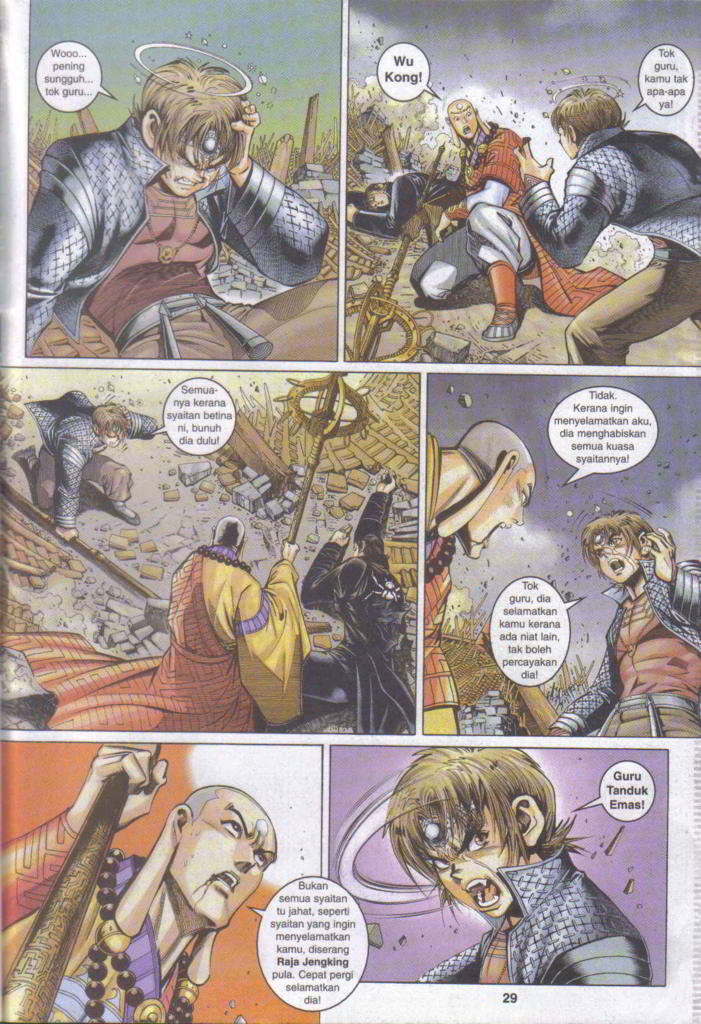 Wooo...
pening
sungguh...
tok guru...
Wu
Kong!
Tok
guru,
kamu tak
apa-apa
ya!
Semua-
nya kerana
syaitan betina
ni, bunuh
dia dulu!
Tidak.
Kerana ingin
menyelamatkan aku,
dia menghabiskan
semua kuasa
syaitannya!
Tok
guru, dia
selamatkan
kamu kerana
ada niat lain,
tak boleh
percayakan
dia!
Bukan
semua syaitan
tu jahat, seperti
syaitan yang ingin
menyelamatkan
kamu, diserang
Raja Jengking
pula. Cepat pergi
selamatkan
dia!
Guru
Tanduk
Emas!
29